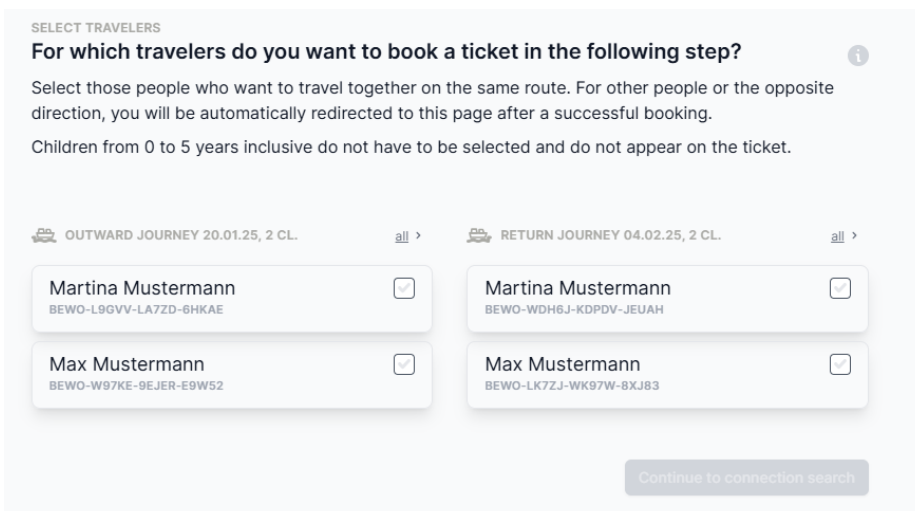 SELECT TRAVELERS
For which travelers do you want to book a ticket in the following step?
Select those people who want to travel together on the same route. For other people or the opposite
direction, you will be automatically redirected to this page after a successful booking.
Children from 0 to 5 years inclusive do not have to be selected and do not appear on the ticket.
OUTWARD JOURNEY 20.01.25, 2 CL.
all
Martina Mustermann
BEWO-L9GVV-LA7ZD-6HKAE
Max Mustermann
BEWO-W97KE-9EJER-E9W52
RETURN JOURNEY 04.02.25, 2 CL.
all
Martina Mustermann
BEWO-WDH6J-KDPDV-JEUAH
Max Mustermann
BEWO-LK7ZJ-WK97W-8XJ83
Continue to connection search